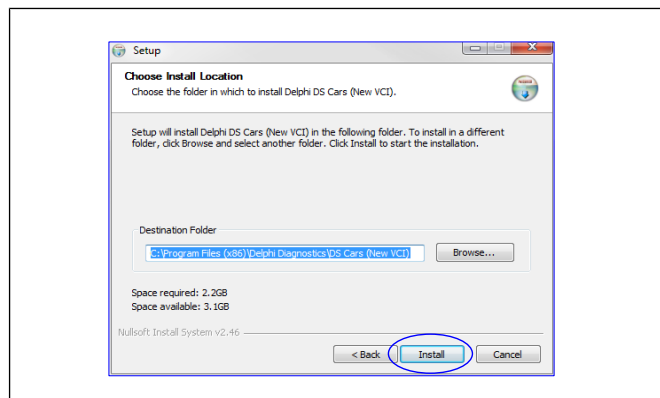 Setup
Choose Install Location
Choose the folder in which to install Delphi DS Cars (New VCI).
Setup will install Delphi DS Cars (New VCI) in the following folder. To install in a different
folder, click Browse and select another folder. Click Install to start the installation.
Destination Folder
C:\Program Files (x86)\Delphi Diagnostics\DS Cars (New VCI)
Browse...
Space required: 2.2GB
Space available: 3.1GB
Nullsoft Install System v2.46
< Back
Install
Cancel